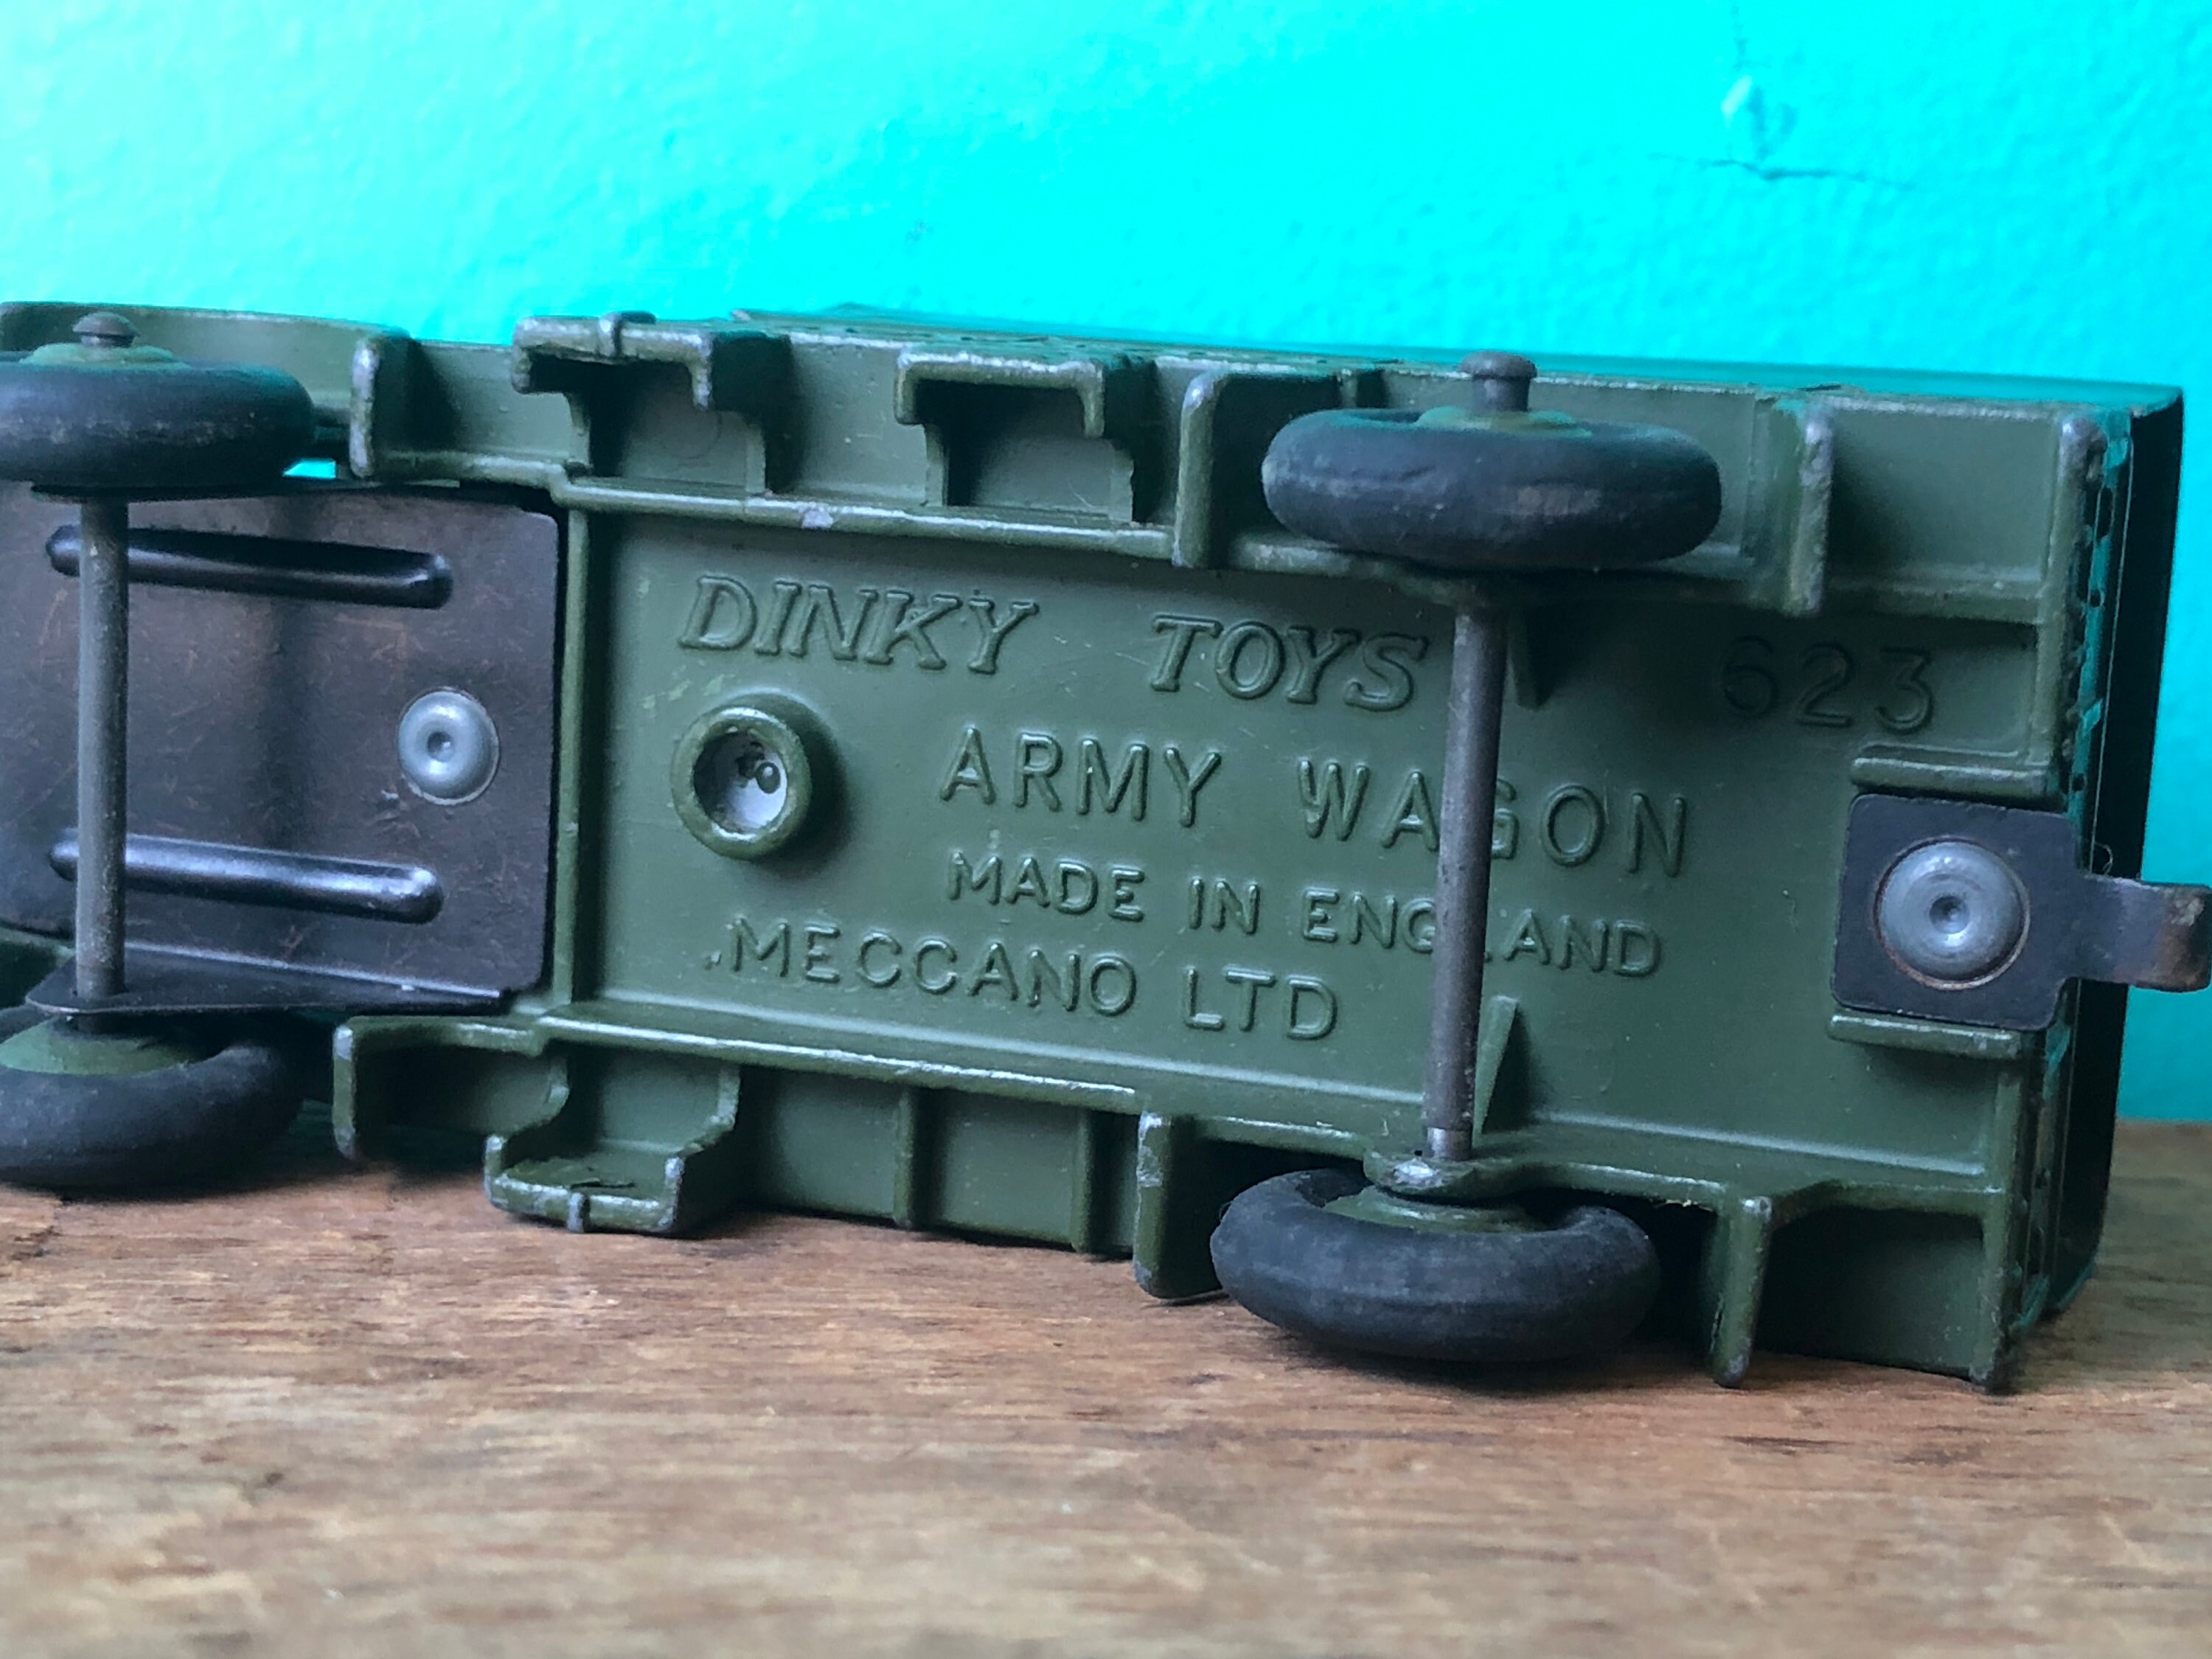 DINKY TOYS 623
ARMY WAGON
MADE IN ENGLAND
MECCANO LTD